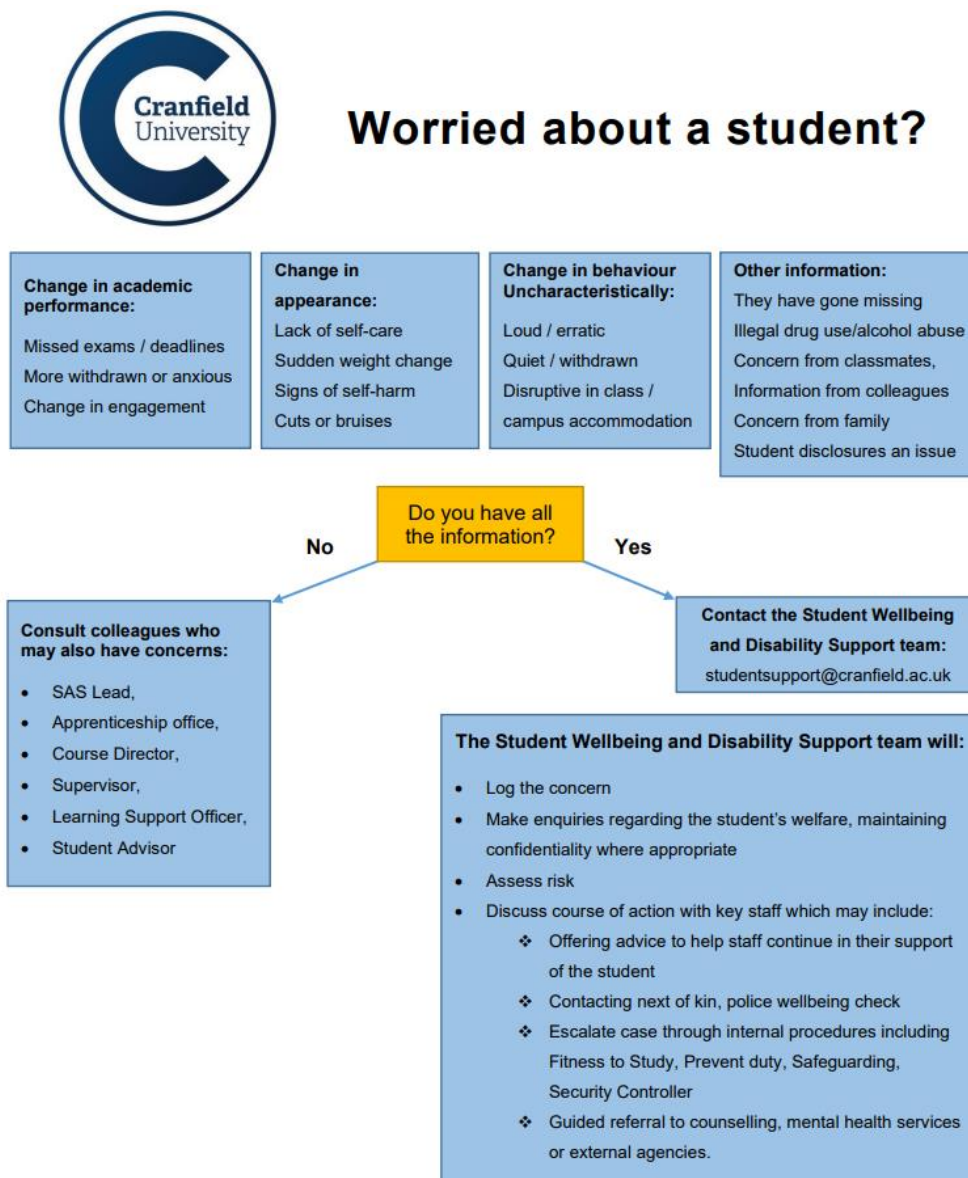 Cranfield
University
Worried about a student?
Change in academic
performance:
Missed exams / deadlines
More withdrawn or anxious
Change in engagement
Change in
appearance:
Lack of self-care
Sudden weight change
Signs of self-harm
Cuts or bruises
Change in behaviour
Uncharacteristically:
Loud / erratic
Quiet / withdrawn
Disruptive in class /
campus accommodation
Other information:
They have gone missing
Illegal drug use/alcohol abuse
Concern from classmates,
Information from colleagues
Concern from family
Student disclosures an issue
Do you have all
the information?
No
Yes
Consult colleagues who
may also have concerns:
• SAS Lead,
• Apprenticeship office,
• Course Director,
• Supervisor,
• Learning Support Officer,
• Student Advisor
Contact the Student Wellbeing
and Disability Support team:
studentsupport@cranfield.ac.uk
The Student Wellbeing and Disability Support team will:
• Log the concern
• Make enquiries regarding the student's welfare, maintaining
confidentiality where appropriate
• Assess risk
• Discuss course of action with key staff which may include:
❖ Offering advice to help staff continue in their support
of the student
❖ Contacting next of kin, police wellbeing check
❖ Escalate case through internal procedures including
Fitness to Study, Prevent duty, Safeguarding,
Security Controller
❖ Guided referral to counselling, mental health services
or external agencies.